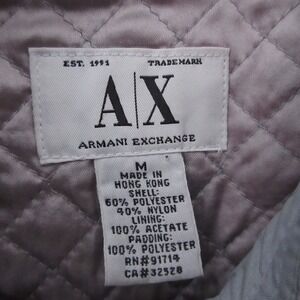 EST. 1991 TRADEMARK
A|X
ARMANI EXCHANGE
M
MADE IN
HONG KONG
SHELL:
60% POLYESTER
40% NYLON
LINING:
100% ACETATE
PADDING:
100% POLYESTER
RN#91714
CA#32528